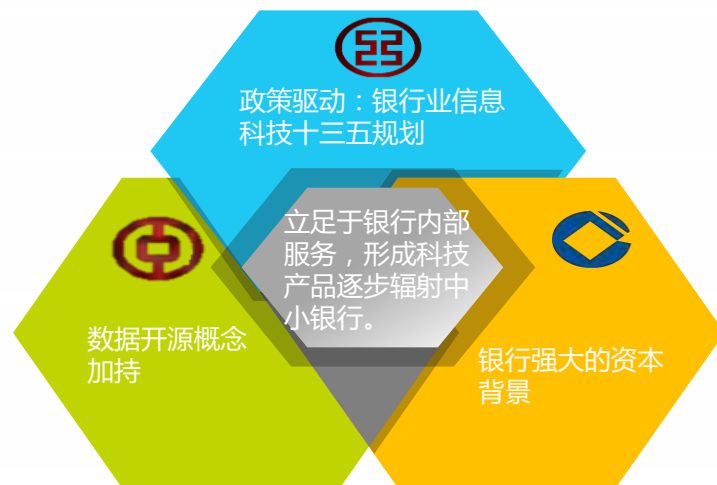 政策驱动：银行业信息
科技十三五规划
立足于银行内部
服务，形成科技
产品逐步辐射中
小银行。
数据开源概念
加持
银行强大的资本
背景